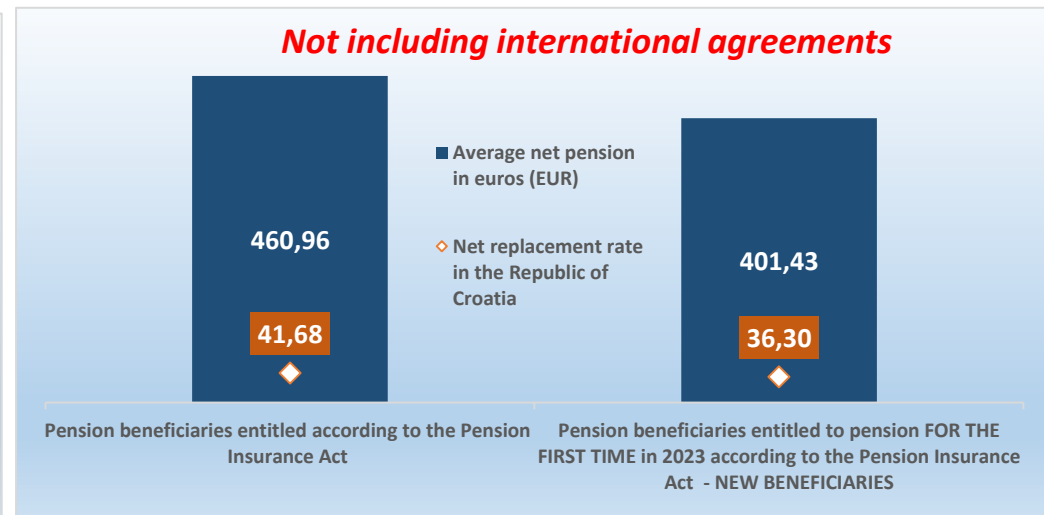 Not including international agreements
Average net pension
in euros (EUR)
Net replacement rate
in the Republic of
Croatia
460,96
401,43
41,68
36,30
Pension beneficiaries entitled according to the Pension
Insurance Act
Pension beneficiaries entitled to pension FOR THE
FIRST TIME in 2023 according to the Pension Insurance
Act - NEW BENEFICIARIES